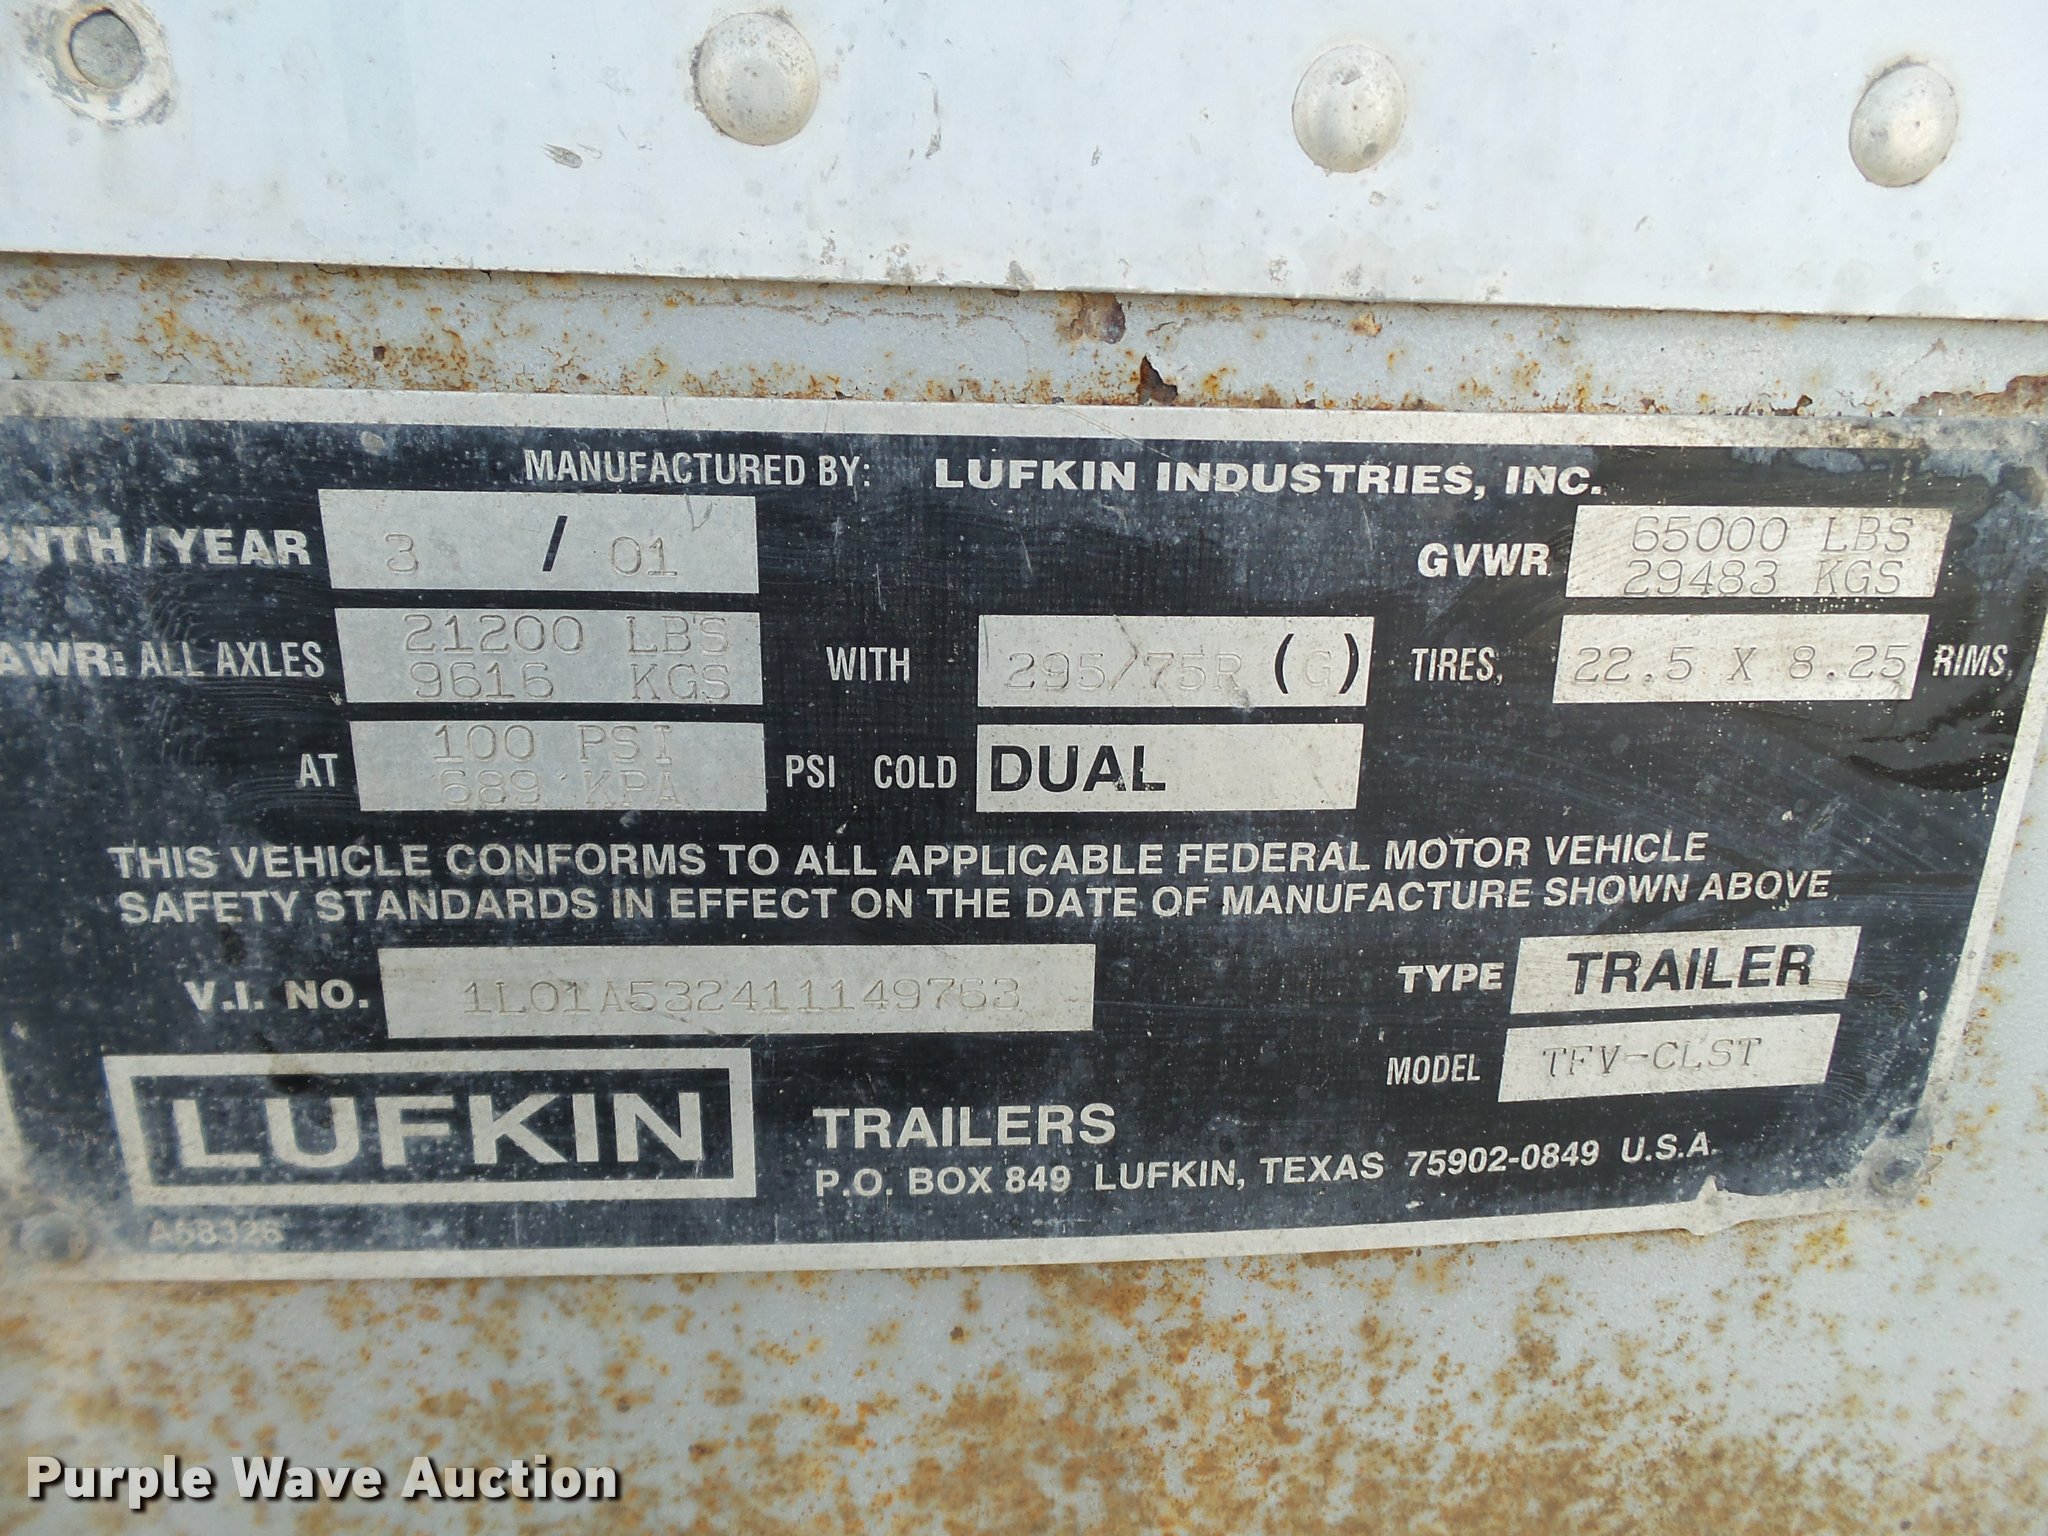 MANUFACTURED BY: LUFKIN INDUSTRIES, INC.
ONTH / YEAR 3 / 01 GVWR 65000 LBS 29483 KGS
AWR: ALL AXLES 21200 LBS 9616 KGS WITH 295/75R (G) TIRES, 22.5 X 8.25 RIMS,
AT 100 PSI 689 KPA PSI COLD DUAL
THIS VEHICLE CONFORMS TO ALL APPLICABLE FEDERAL MOTOR VEHICLE
SAFETY STANDARDS IN EFFECT ON THE DATE OF MANUFACTURE SHOWN ABOVE
V.I. NO. 1L01A532411149763 TYPE TRAILER
MODEL TFV-CLST
LUFKIN TRAILERS
P.O. BOX 849 LUFKIN, TEXAS 75902-0849 U.S.A.
A58326
Purple Wave Auction